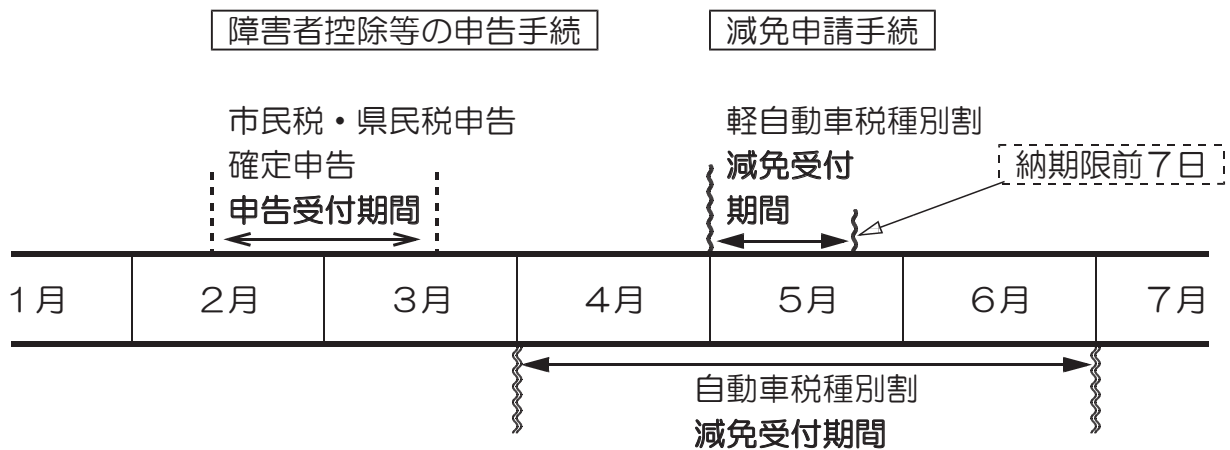 障害者控除等の申告手続
減免申請手続
市民税・県民税申告
確定申告
申告受付期間
軽自動車税種別割
減免受付
期間
納期限前７日
１月
２月
３月
４月
５月
６月
７月
自動車税種別割
減免受付期間